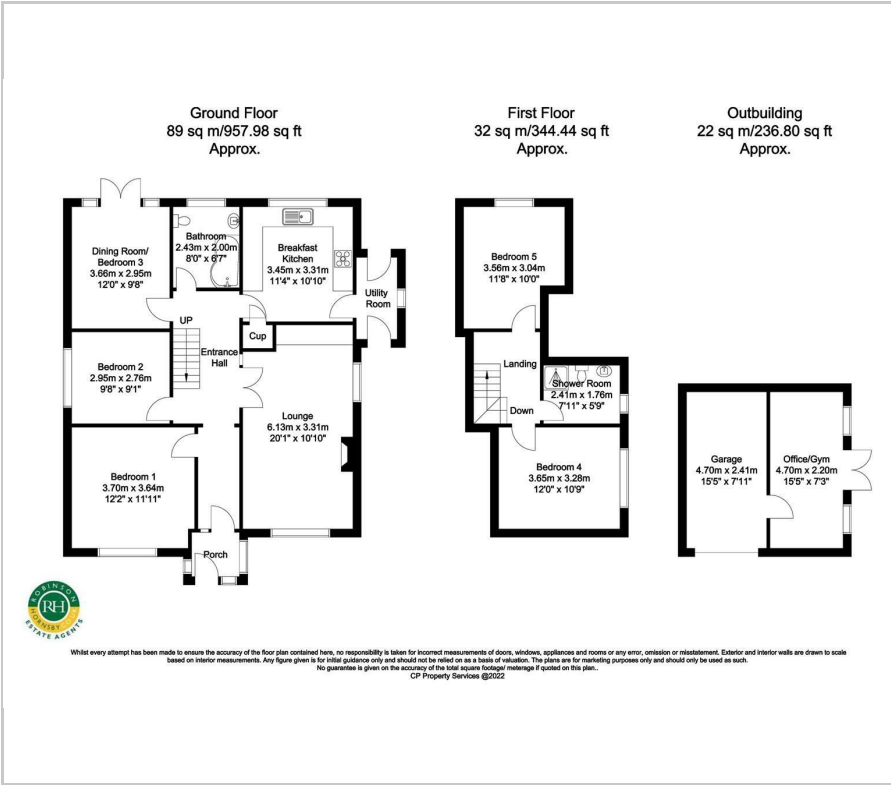 Ground Floor
89 sq m/957.98 sq ft
Approx.
First Floor
32 sq m/344.44 sq ft
Approx.
Outbuilding
22 sq m/236.80 sq ft
Approx.
Dining Room/
Bedroom 3
3.66m x 2.95m
12'0" x 9'8"
Bathroom
2.43m x 2.00m
8'0" x 6'7"
Breakfast
Kitchen
3.45m x 3.31m
11'4" x 10'10"
Utility
Room
UP
Cup
Entrance
Hall
Bedroom 2
2.95m x 2.76m
9'8" x 9'1"
Lounge
6.13m x 3.31m
20'1" x 10'10"
Bedroom 1
3.70m x 3.64m
12'2" x 11'11"
Porch
Bedroom 5
3.56m x 3.04m
11'8" x 10'0"
Landing
Shower Room
2.41m x 1.76m
7'11" x 5'9"
Down
Bedroom 4
3.65m x 3.28m
12'0" x 10'9"
Garage
4.70m x 2.41m
15'5" x 7'11"
Office/Gym
4.70m x 2.20m
15'5" x 7'3"
ROBINSON
RH
HORNSBY
ESTATE AGENTS
Whilst every attempt has been made to ensure the accuracy of the floor plan contained here, no responsibility is taken for incorrect measurements of doors, windows, appliances and rooms or any error, omission or misstatement. Exterior and interior walls are drawn to scale
based on interior measurements. Any figure given is for initial guidance only and should not be relied on as a basis of valuation. The plans are for marketing purposes only and should only be used as such.
No guarantee is given on the accuracy of the total square footage/ meterage if quoted on this plan..
CP Property Services @2022